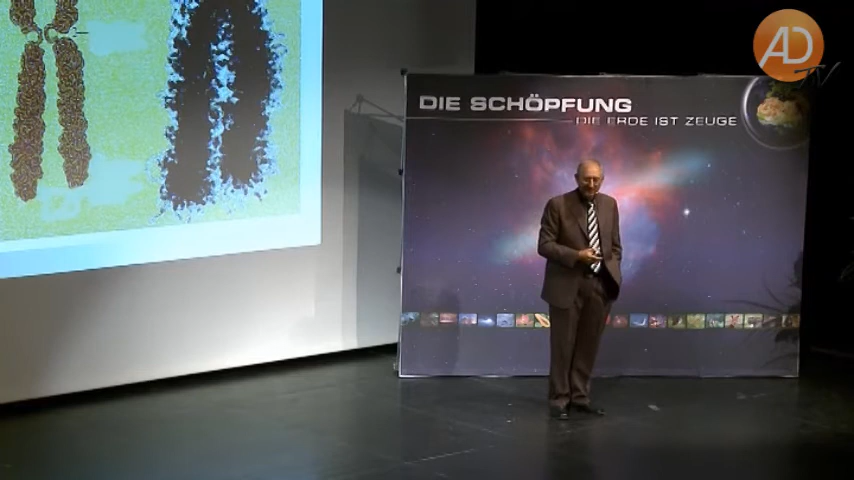 AD
TV
DIE SCHÖPFUNG
DIE ERDE IST ZEUGE